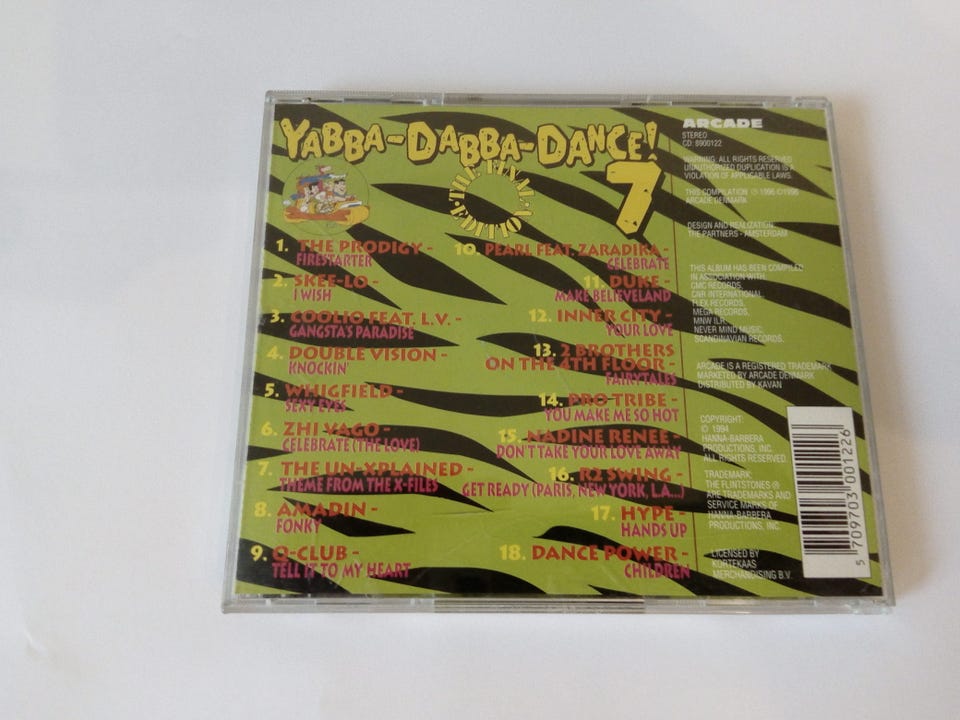 YABBA-DABBA-DANCE!
7
THE FINAL EDITION
1. THE PRODIGY -
FIRESTARTER
2. SKEE-LO -
I WISH
3. COOLIO FEAT. L.V. -
GANGSTA'S PARADISE
4. DOUBLE VISION -
KNOCKIN'
5. WHIGFIELD -
SEXY EYES
6. ZHI VAGO -
CELEBRATE (THE LOVE)
7. THE UN-XPLAINED -
THEME FROM THE X-FILES
8. AMADIN -
FONKY
9. Q-CLUB -
TELL IT TO MY HEART
10. PEARL FEAT. ZARADIKA -
CELEBRATE
11. DUKE -
MAKE BELIEVELAND
12. INNER CITY -
YOUR LOVE
13. 2 BROTHERS
ON THE 4TH FLOOR -
FAIRYTALES
14. PRO TRIBE -
YOU MAKE ME SO HOT
15. NADINE RENEE -
DON'T TAKE YOUR LOVE AWAY
16. R2 SWING -
GET READY (PARIS, NEW YORK, L.A...)
17. HYPE -
HANDS UP
18. DANCE POWER -
CHILDREN
ARCADE
STEREO
CD: 8900122
WARNING: ALL RIGHTS RESERVED
UNAUTHORIZED DUPLICATION IS A
VIOLATION OF APPLICABLE LAWS.
THIS COMPILATION ℗ 1996 © 1996
ARCADE DENMARK
DESIGN AND REALIZATION:
THE PARTNERS - AMSTERDAM
THIS ALBUM HAS BEEN COMPILED
IN ASSOCIATION WITH:
CMC RECORDS,
CNR INTERNATIONAL,
FLEX RECORDS,
MEGA RECORDS,
MNW ILR,
NEVER MIND MUSIC,
SCANDINAVIAN RECORDS.
ARCADE IS A REGISTERED TRADEMARK
MARKETED BY ARCADE DENMARK
DISTRIBUTED BY KAVAN
COPYRIGHT:
© 1994
HANNA-BARBERA
PRODUCTIONS, INC.
ALL RIGHTS RESERVED.
TRADEMARK:
THE FLINTSTONES ®
ARE TRADEMARKS AND
SERVICE MARKS OF
HANNA-BARBERA
PRODUCTIONS, INC.
LICENSED BY
KORTEKAAS
MERCHANDISING B.V.
5 709703 001226